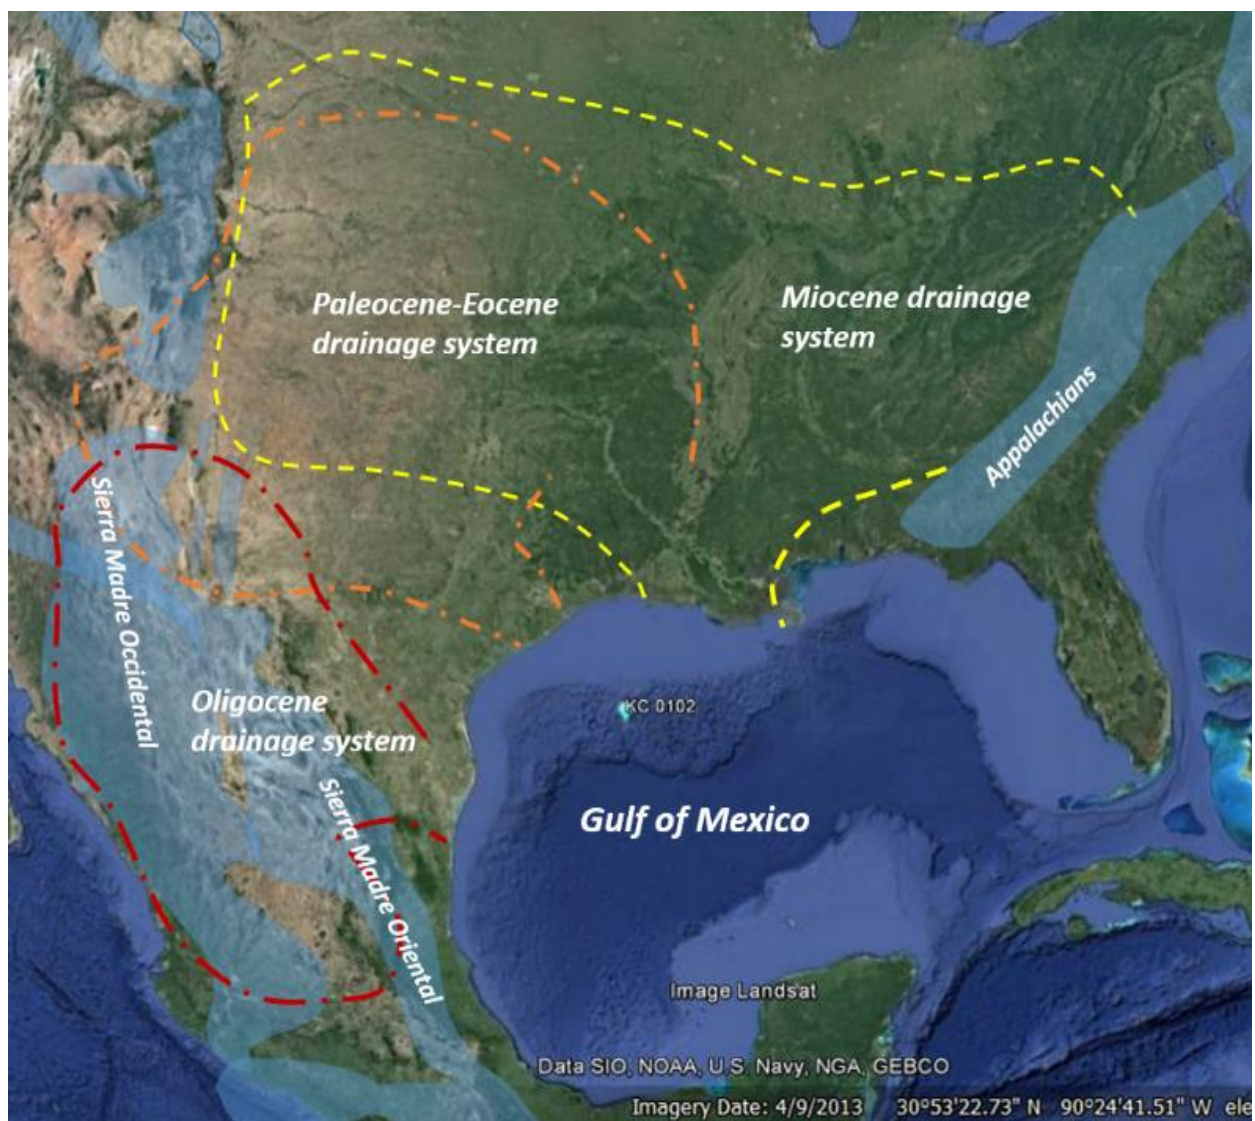 Paleocene-Eocene
drainage system
Miocene drainage
system
Appalachians
Sierra Madre Occidental
Oligocene
drainage system
KC 0102
Sierra Madre Oriental
Gulf of Mexico
Image Landsat
Data SIO, NOAA, U.S. Navy, NGA, GEBCO
Imagery Date: 4/9/2013 30°53'22.73" N 90°24'41.51" W ele